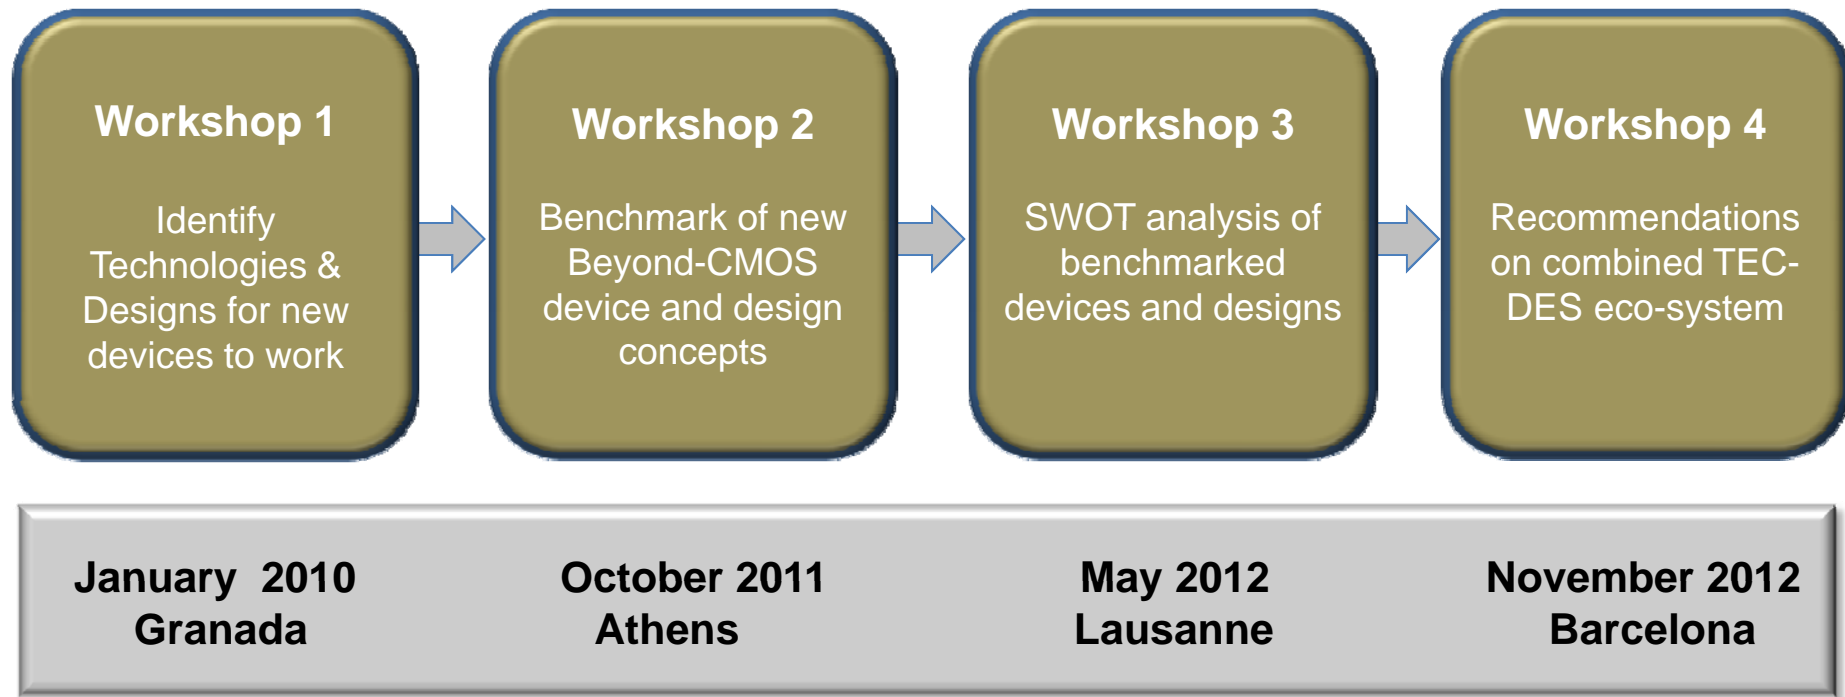 Workshop 1
Identify
Technologies &
Designs for new
devices to work
Workshop 2
Benchmark of new
Beyond-CMOS
device and design
concepts
Workshop 3
SWOT analysis of
benchmarked
devices and designs
Workshop 4
Recommendations
on combined TEC-
DES eco-system
January 2010
Granada
October 2011
Athens
May 2012
Lausanne
November 2012
Barcelona